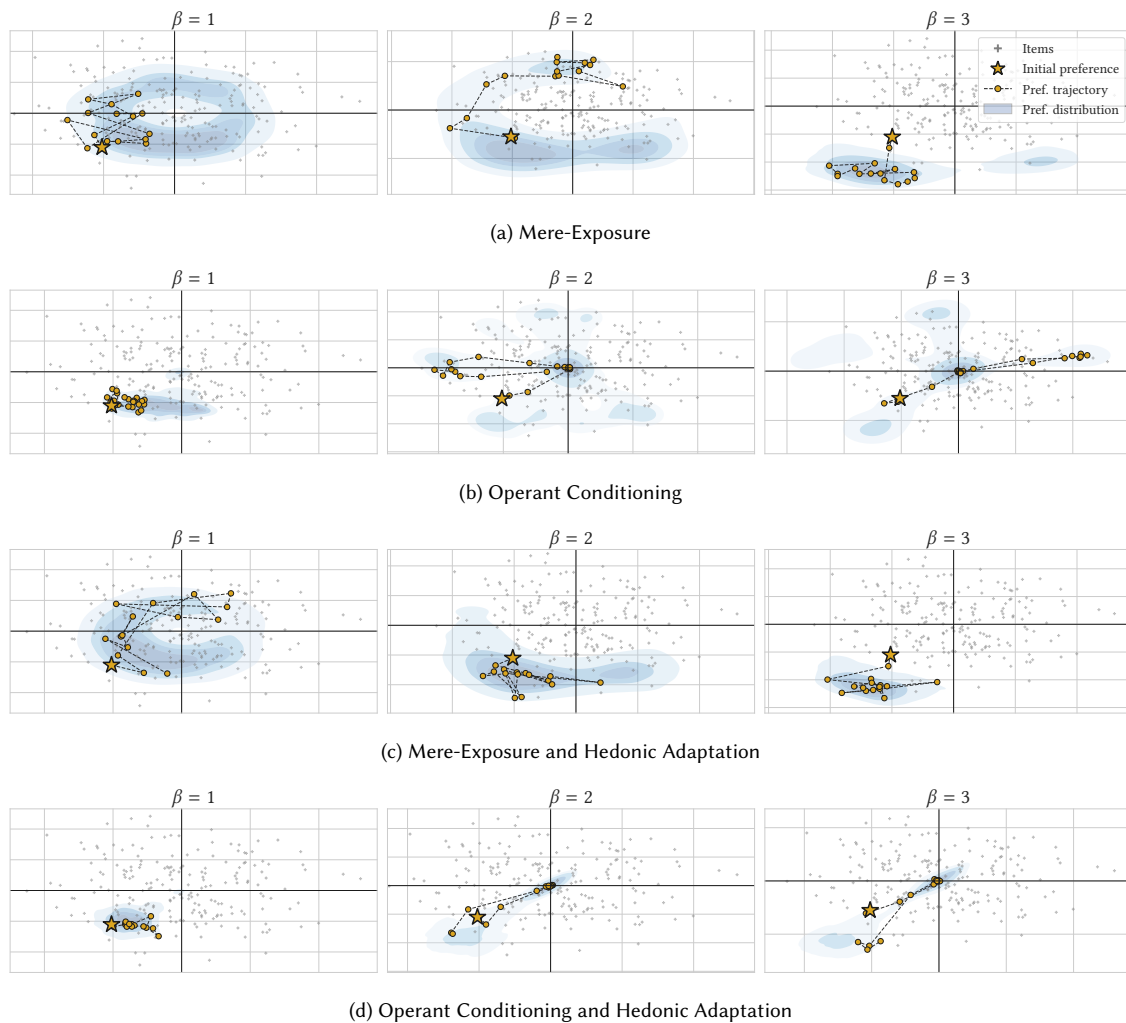 β = 1
β = 2
β = 3
Items
Initial preference
Pref. trajectory
Pref. distribution
(a) Mere-Exposure
β = 1
β = 2
β = 3
(b) Operant Conditioning
β = 1
β = 2
β = 3
(c) Mere-Exposure and Hedonic Adaptation
β = 1
β = 2
β = 3
(d) Operant Conditioning and Hedonic Adaptation